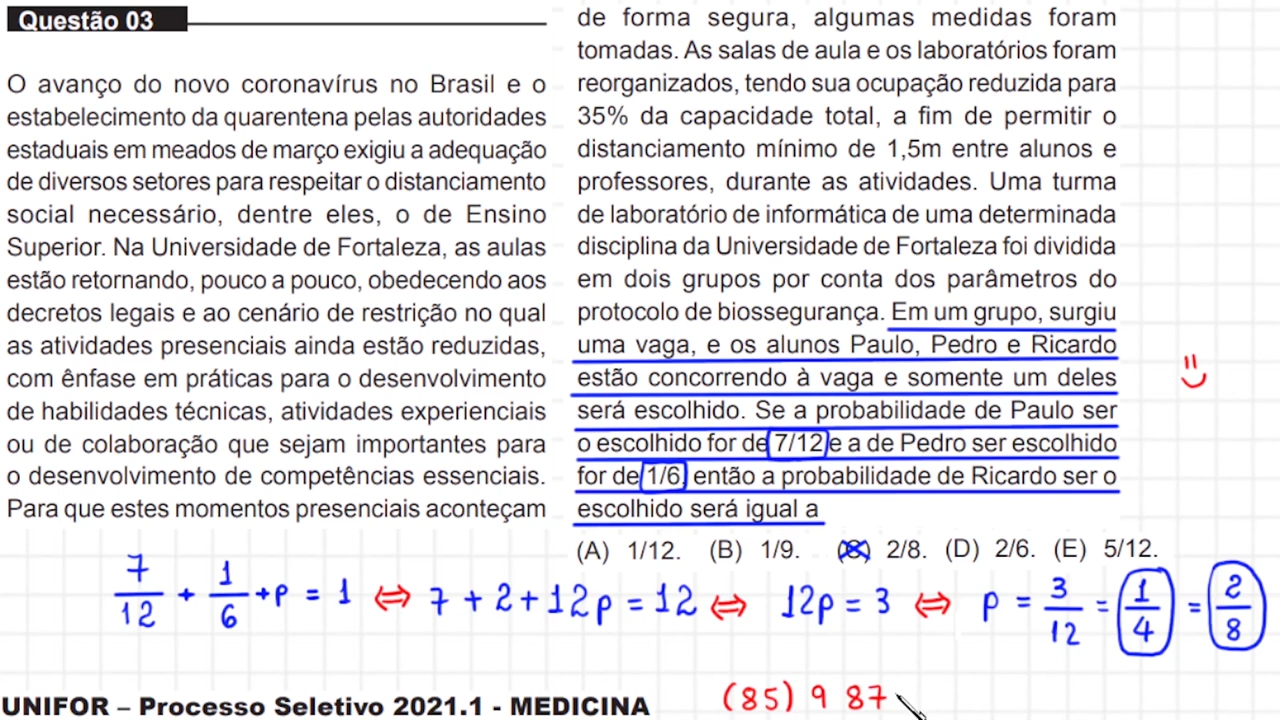 Questão 03
O avanço do novo coronavírus no Brasil e o
estabelecimento da quarentena pelas autoridades
estaduais em meados de março exigiu a adequação
de diversos setores para respeitar o distanciamento
social necessário, dentre eles, o de Ensino
Superior. Na Universidade de Fortaleza, as aulas
estão retornando, pouco a pouco, obedecendo aos
decretos legais e ao cenário de restrição no qual
as atividades presenciais ainda estão reduzidas,
com ênfase em práticas para o desenvolvimento
de habilidades técnicas, atividades experienciais
ou de colaboração que sejam importantes para
o desenvolvimento de competências essenciais.
Para que estes momentos presenciais aconteçam
de forma segura, algumas medidas foram
tomadas. As salas de aula e os laboratórios foram
reorganizados, tendo sua ocupação reduzida para
35% da capacidade total, a fim de permitir o
distanciamento mínimo de 1,5m entre alunos e
professores, durante as atividades. Uma turma
de laboratório de informática de uma determinada
disciplina da Universidade de Fortaleza foi dividida
em dois grupos por conta dos parâmetros do
protocolo de biossegurança. Em um grupo, surgiu
uma vaga, e os alunos Paulo, Pedro e Ricardo
estão concorrendo à vaga e somente um deles
será escolhido. Se a probabilidade de Paulo ser
o escolhido for de 7/12 e a de Pedro ser escolhido
for de 1/6, então a probabilidade de Ricardo ser o
escolhido será igual a
(A) 1/12. (B) 1/9. (C) 2/8. (D) 2/6. (E) 5/12.
7/12 + 1/6 + p = 1 ⇔ 7 + 2 + 12p = 12 ⇔ 12p = 3 ⇔ p = 3/12 = 1/4 = 2/8
UNIFOR – Processo Seletivo 2021.1 - MEDICINA
(85) 9 87